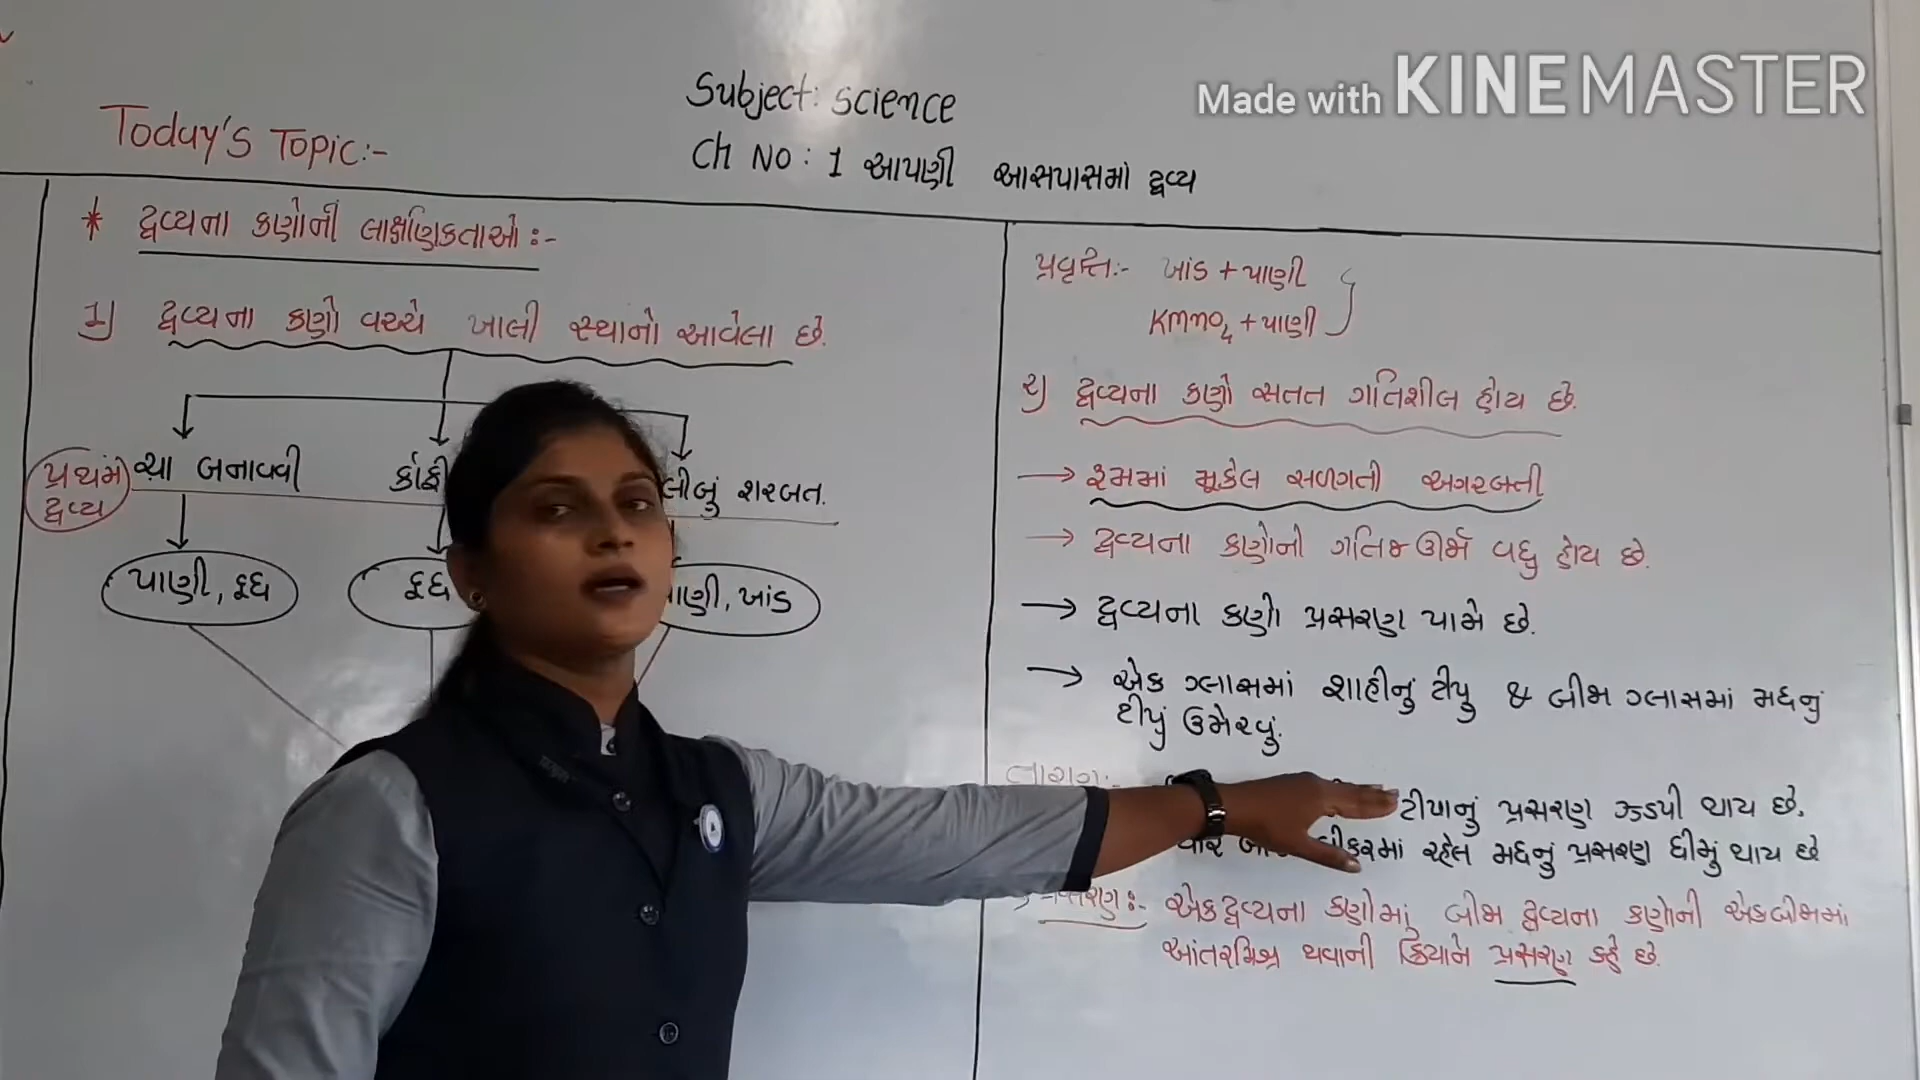 Made with KINEMASTER
Subject: Science
Ch No: 1 આપણી આસપાસમાં દ્રવ્ય
Today's Topic:-
* દ્રવ્યના કણોની લાક્ષણિકતાઓ :-
1) દ્રવ્યના કણો વચ્ચે ખાલી સ્થાનો આવેલા છે.
પ્રથમ
દ્રવ્ય
ચા બનાવવી
કોફી
લીબું શરબત.
પાણી, દૂધ
દૂધ
પાણી, ખાંડ
પ્રવૃત્તિ:- ખાંડ + પાણી
KMnO4 + પાણી
૨) દ્રવ્યના કણો સતત ગતિશીલ હોય છે.
→ રૂમમાં મૂકેલ સળગતી અગરબત્તી
→ દ્રવ્યના કણોની ગતિજ ઊર્જા વધુ હોય છે.
→ દ્રવ્યના કણો પ્રસરણ પામે છે.
→ એક ગ્લાસમાં શાહીનું ટીપુ & બીજા ગ્લાસમાં મધનું
ટીપું ઉમેરવું.
ટીપાનું પ્રસરણ ઝડપી થાય છે.
રહેલ મધનું પ્રસરણ ધીમું થાય છે
એક દ્રવ્યના કણોમાં બીજા દ્રવ્યના કણોની એકબીજામાં
આંતરમિશ્ર થવાની ક્રિયાને પ્રસરણ કહે છે.